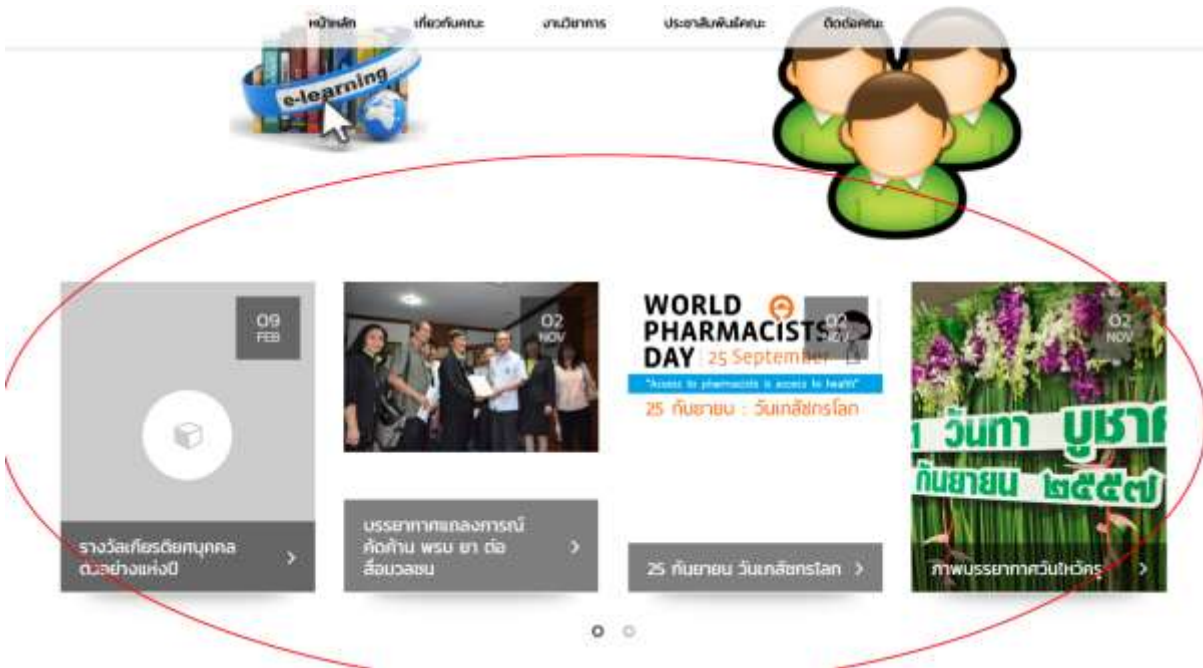 หน้าหลัก เกี่ยวกับคณะ งานวิชาการ ประชาสัมพันธ์คณะ ติดต่อคณะ
e-learning
09
FEB
รางวัลเกียรติยศบุคคล
ตัวอย่างแห่งปี
02
NOV
บรรยากาศแถลงการณ์
คัดค้าน พรบ ยา ต่อ
สื่อมวลชน
WORLD
PHARMACISTS
DAY 25 September
"Access to pharmacists is access to health"
25 กันยายน : วันเภสัชกรโลก
02
NOV
25 กันยายน วันเภสัชกรโลก
02
NOV
วันทา บูชาค
กันยายน ๒๕๕๗
ภาพบรรยากาศวันไหว้ครู